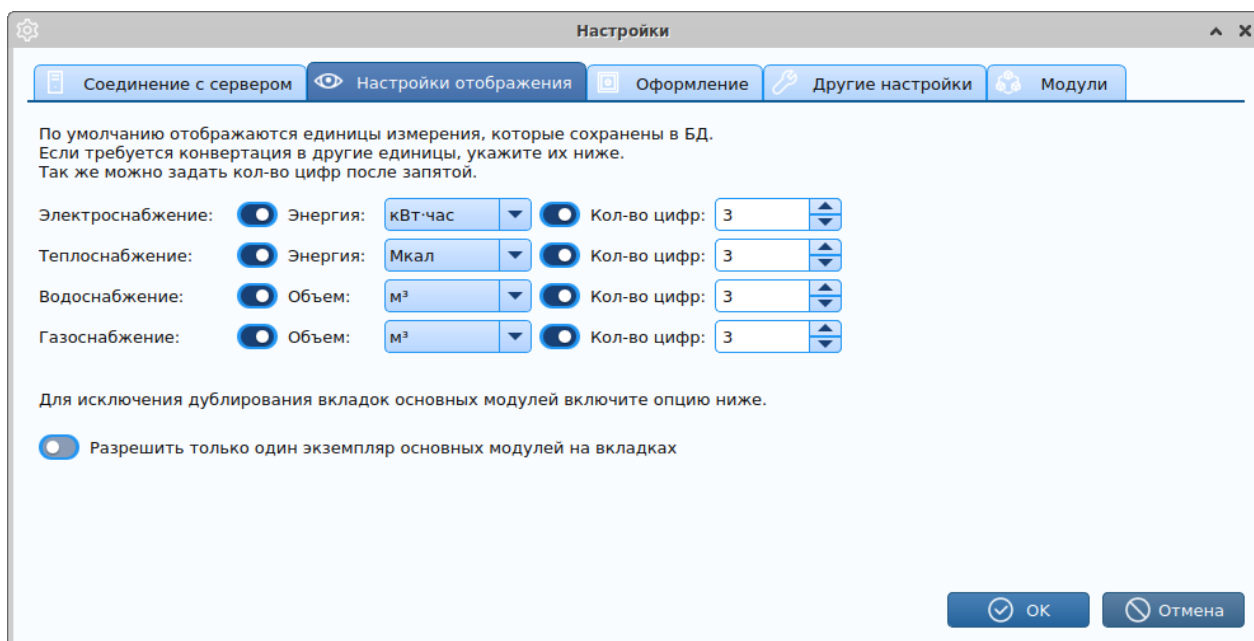 Настройки
Соединение с сервером Настройки отображения Оформление Другие настройки Модули
По умолчанию отображаются единицы измерения, которые сохранены в БД.
Если требуется конвертация в другие единицы, укажите их ниже.
Так же можно задать кол-во цифр после запятой.
Электроснабжение: Энергия: кВт·час Кол-во цифр: 3
Теплоснабжение: Энергия: Мкал Кол-во цифр: 3
Водоснабжение: Объем: м³ Кол-во цифр: 3
Газоснабжение: Объем: м³ Кол-во цифр: 3
Для исключения дублирования вкладок основных модулей включите опцию ниже.
Разрешить только один экземпляр основных модулей на вкладках
ОК Отмена